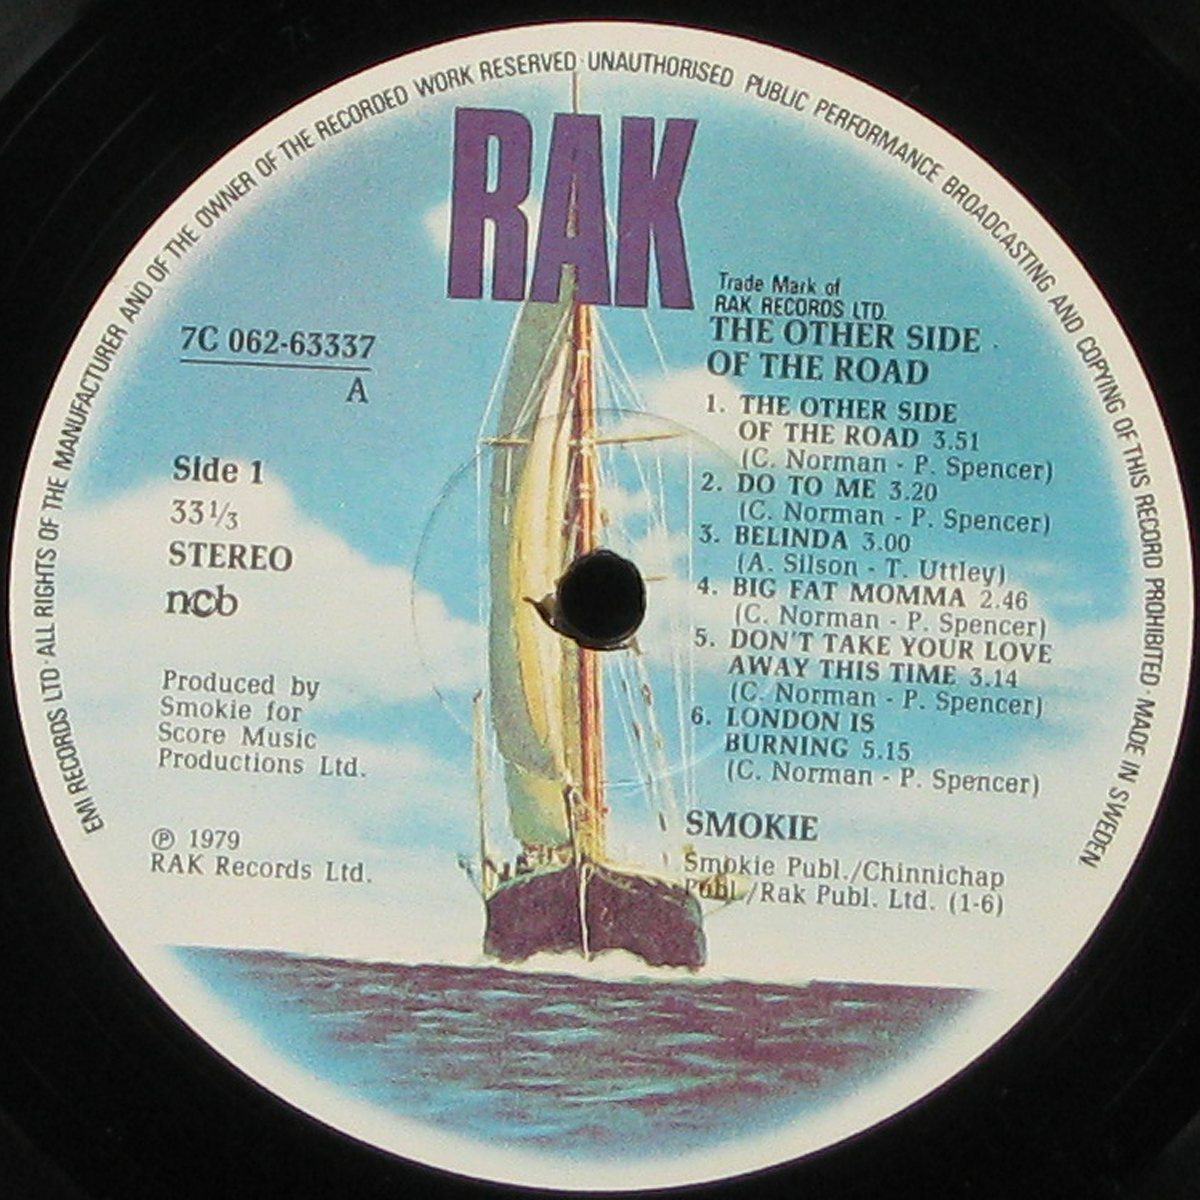 EMI RECORDS LTD · ALL RIGHTS OF THE MANUFACTURER AND OF THE OWNER OF THE RECORDED WORK RESERVED · UNAUTHORISED PUBLIC PERFORMANCE BROADCASTING AND COPYING OF THIS RECORD PROHIBITED · MADE IN SWEDEN
RAK
Trade Mark of
RAK RECORDS LTD.
7C 062-63337
A
Side 1
33 1/3
STEREO
ncb
Produced by
Smokie for
Score Music
Productions Ltd.
℗ 1979
RAK Records Ltd.
THE OTHER SIDE
OF THE ROAD
1. THE OTHER SIDE
OF THE ROAD 3.51
(C. Norman - P. Spencer)
2. DO TO ME 3.20
(C. Norman - P. Spencer)
3. BELINDA 3.00
(A. Silson - T. Uttley)
4. BIG FAT MOMMA 2.46
(C. Norman - P. Spencer)
5. DON'T TAKE YOUR LOVE
AWAY THIS TIME 3.14
(C. Norman - P. Spencer)
6. LONDON IS
BURNING 5.15
(C. Norman - P. Spencer)
SMOKIE
Smokie Publ./Chinnichap
Publ./Rak Publ. Ltd. (1-6)